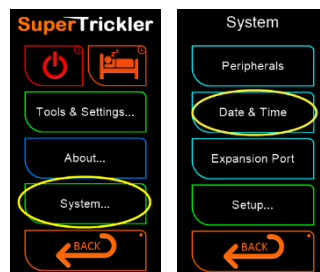 SuperTrickler
Tools & Settings...
About...
System...
BACK
System
Peripherals
Date & Time
Expansion Port
Setup...
BACK